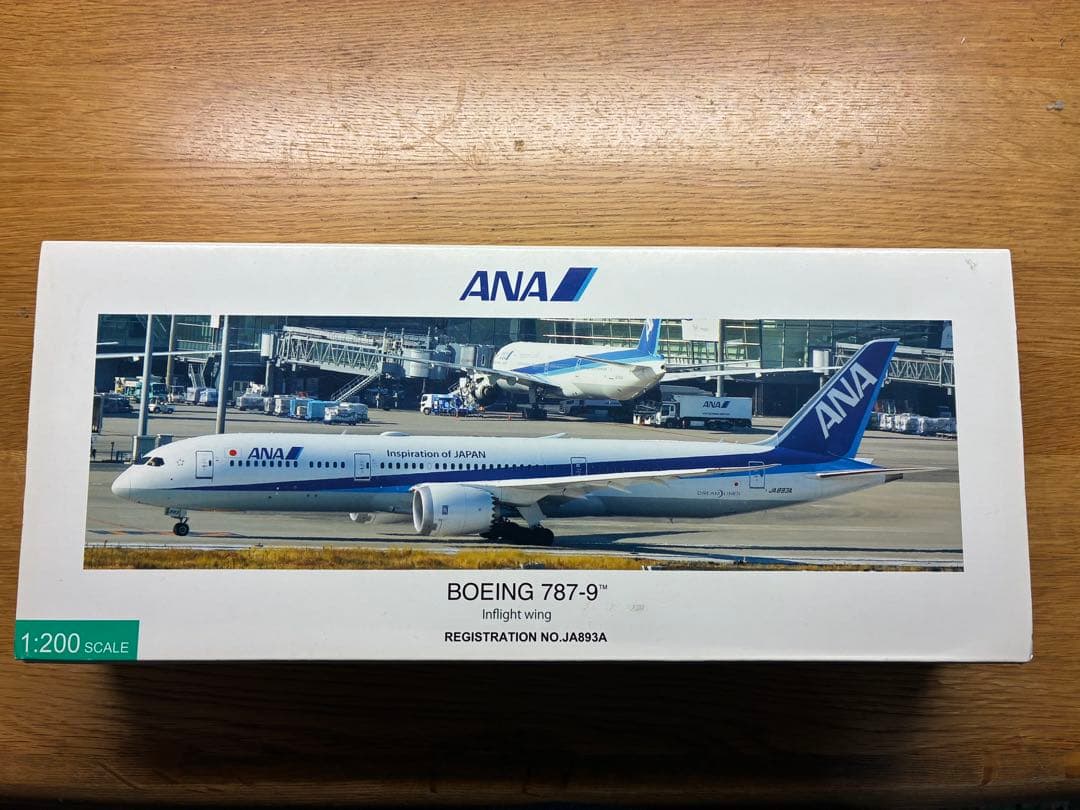 ANA
ANA
ANA
ANA
Inspiration of JAPAN
DREAMLINER
JA893A
BOEING 787-9™
Inflight wing
REGISTRATION NO.JA893A
1:200 SCALE